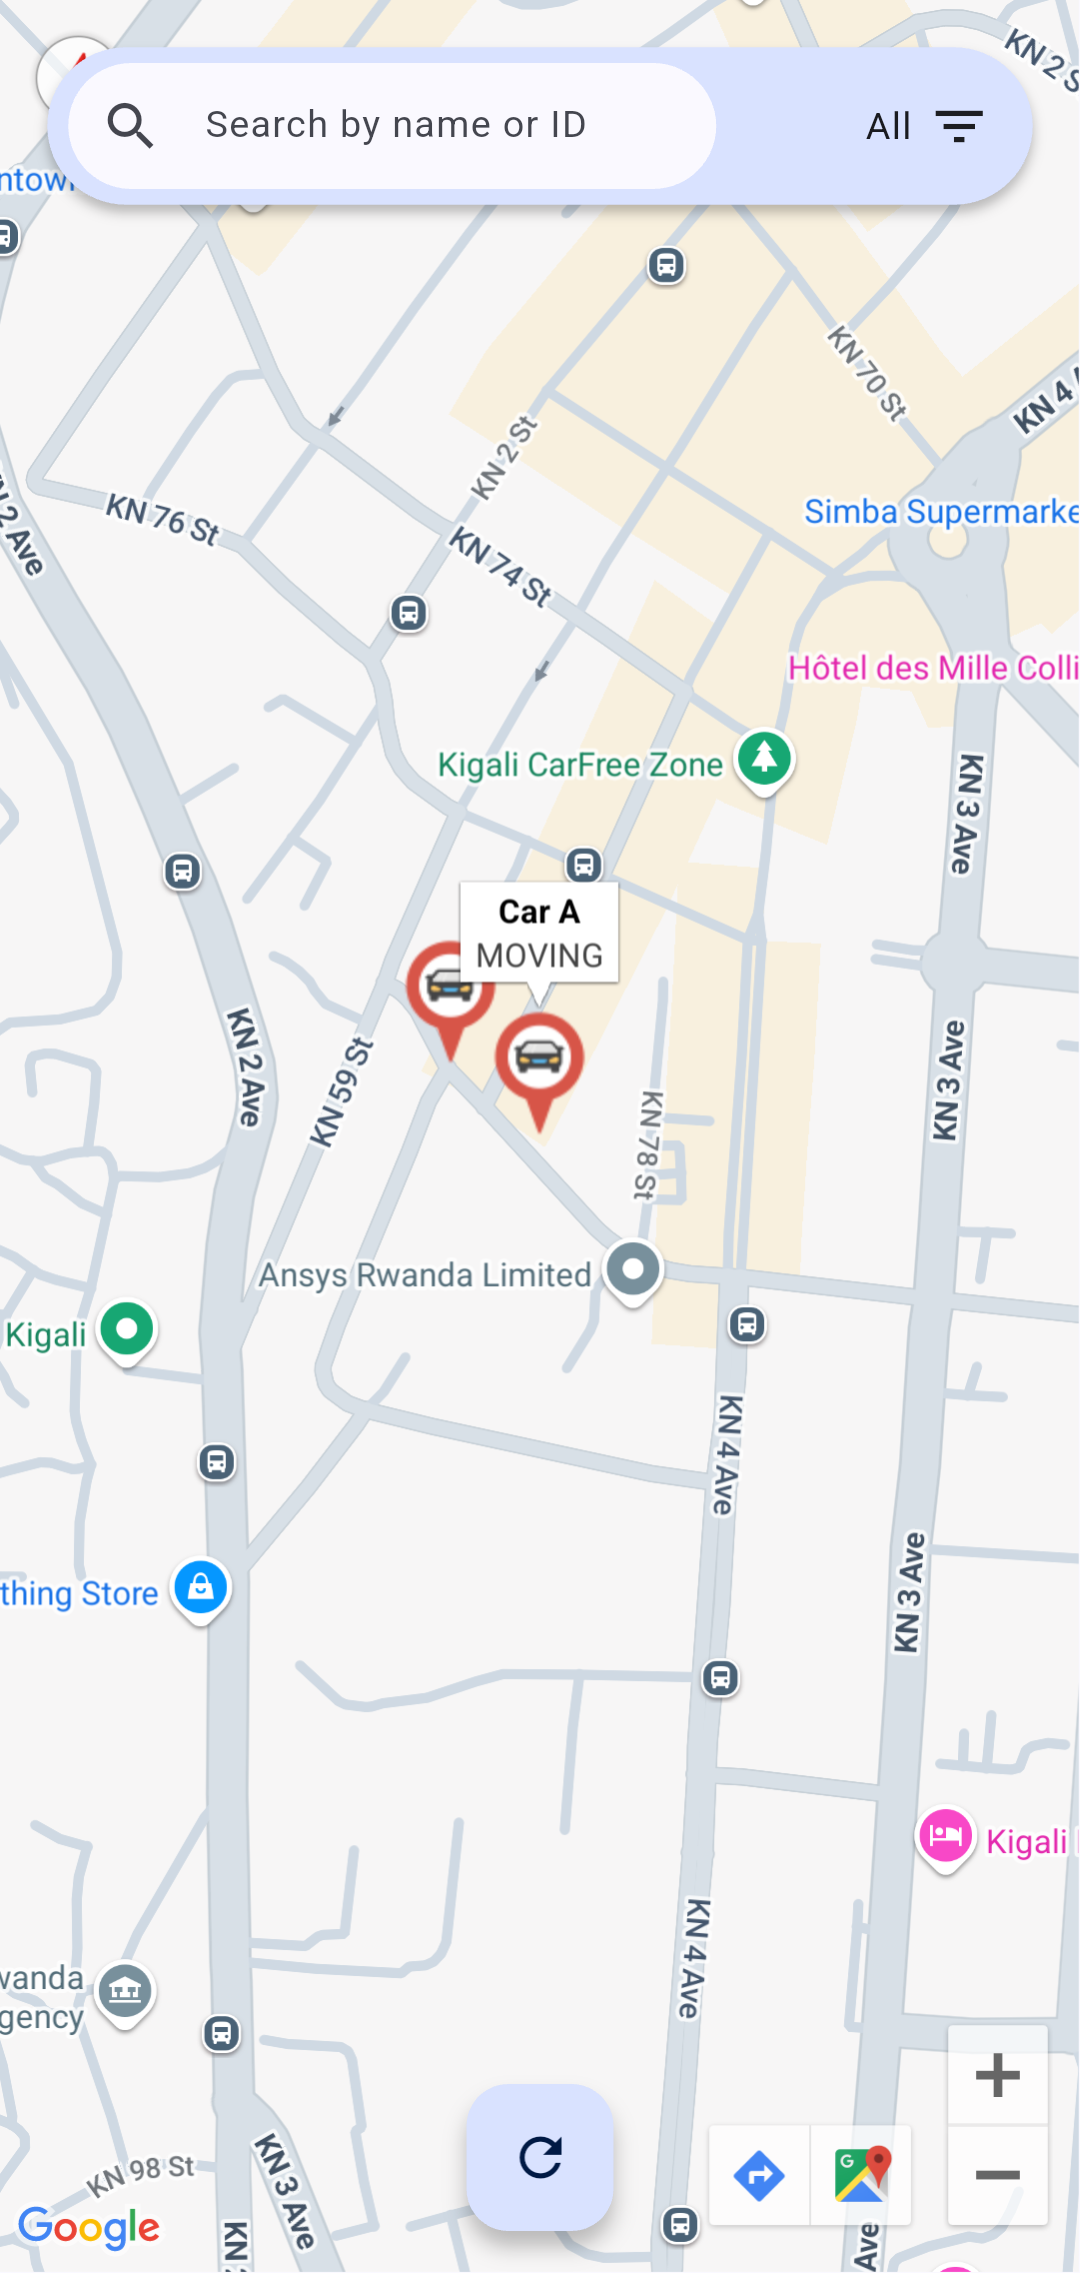 KN 2 S
Search by name or ID
All
ntown
KN 70 St
KN 4 A
KN 2 St
Simba Supermarke
KN 76 St
KN 2 Ave
KN 74 St
Hôtel des Mille Colli
Kigali CarFree Zone
KN 3 Ave
Car A
MOVING
KN 2 Ave
KN 59 St
KN 3 Ave
KN 78 St
Ansys Rwanda Limited
Kigali
KN 4 Ave
KN 3 Ave
thing Store
Kigali
KN 4 Ave
wanda
gency
KN 98 St
KN 3 Ave
G
Google
KN
Ave